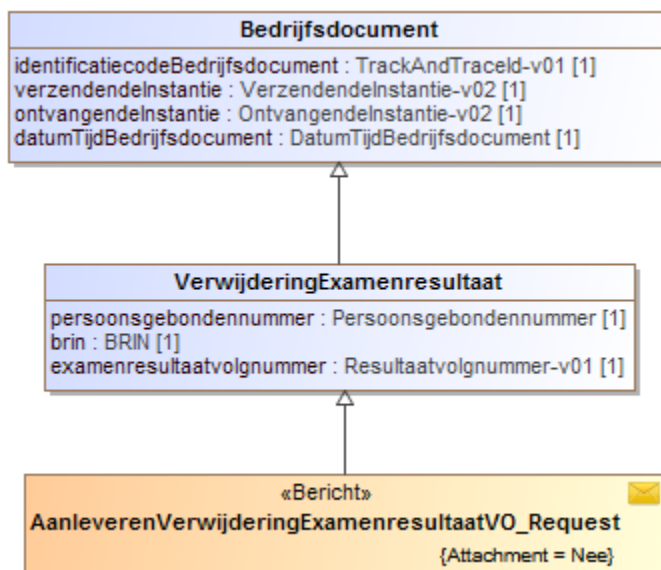 Bedrijfsdocument
identificatiecodeBedrijfsdocument : TrackAndTraceId-v01 [1]
verzendendeInstantie : VerzendendeInstantie-v02 [1]
ontvangendeInstantie : OntvangendeInstantie-v02 [1]
datumTijdBedrijfsdocument : DatumTijdBedrijfsdocument [1]
VerwijderingExamenresultaat
persoonsgebondennummer : Persoonsgebondennummer [1]
brin : BRIN [1]
examenresultaatvolgnummer : Resultaatvolgnummer-v01 [1]
«Bericht»
AanleverenVerwijderingExamenresultaatVO_Request
{Attachment = Nee}